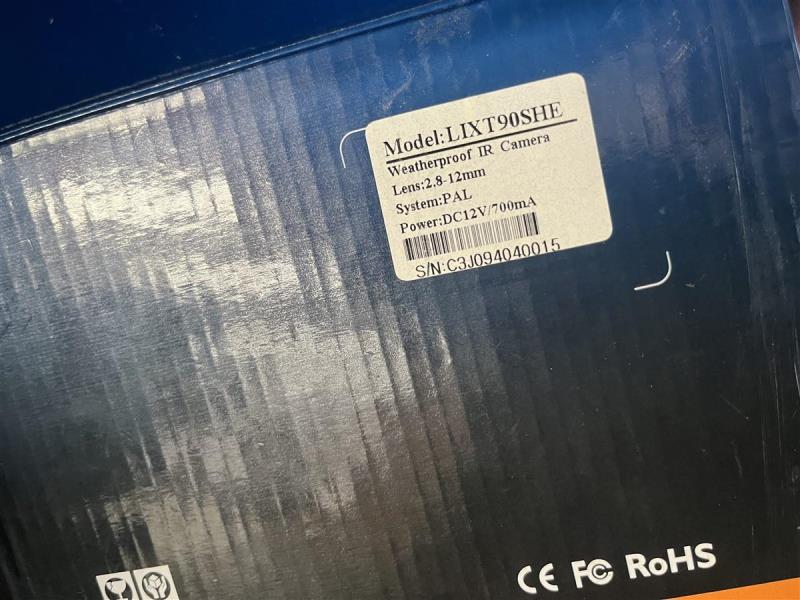 Model:LIXT90SHE
Weatherproof IR Camera
Lens:2.8-12mm
System:PAL
Power:DC12V/700mA
S/N:C3J094040015
CE FC RoHS